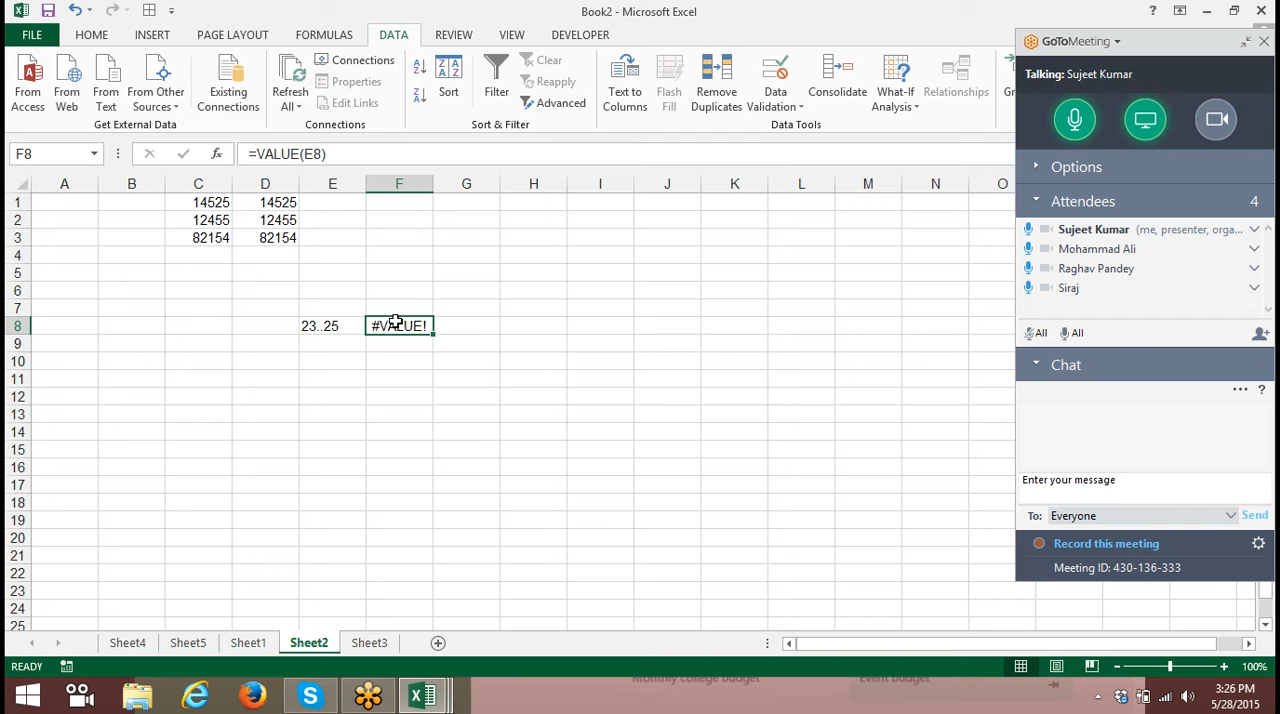 Book2 - Microsoft Excel
FILE HOME INSERT PAGE LAYOUT FORMULAS DATA REVIEW VIEW DEVELOPER
From Access
From Web
From Text
From Other Sources
Existing Connections
Get External Data
Refresh All
Connections
Properties
Edit Links
Connections
Sort
Filter
Clear
Reapply
Advanced
Sort & Filter
Text to Columns
Flash Fill
Remove Duplicates
Data Validation
Consolidate
What-If Analysis
Relationships
Data Tools
F8 =VALUE(E8)
A B C D E F G H I J K L M N O
1 14525 14525
2 12455 12455
3 82154 82154
4
5
6
7
8 23..25 #VALUE!
9
10
11
12
13
14
15
16
17
18
19
20
21
22
23
24
25
Sheet4 Sheet5 Sheet1 Sheet2 Sheet3
READY 100%
GoToMeeting
Talking: Sujeet Kumar
Options
Attendees 4
Sujeet Kumar (me, presenter, orga...
Mohammad Ali
Raghav Pandey
Siraj
All All
Chat
Enter your message
To: Everyone Send
Record this meeting
Meeting ID: 430-136-333
Monthly college budget Event budget
3:26 PM
5/28/2015